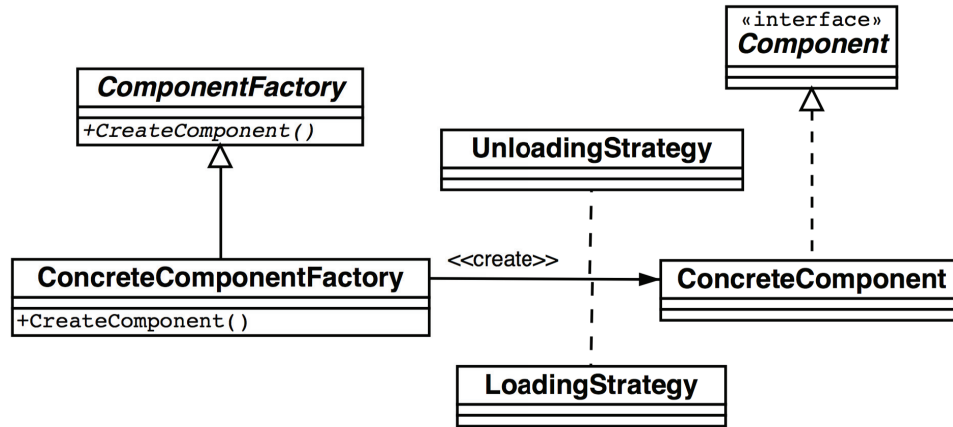 «interface»
Component
ComponentFactory
+CreateComponent()
UnloadingStrategy
<<create>>
ConcreteComponentFactory
+CreateComponent()
ConcreteComponent
LoadingStrategy